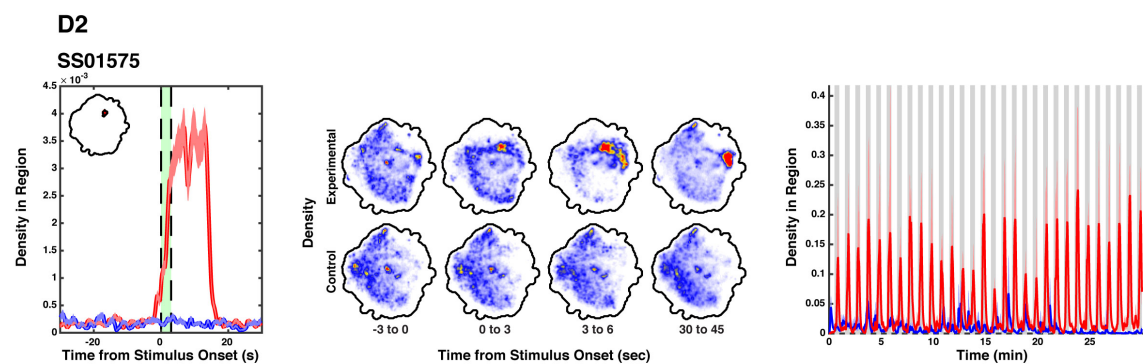 D2
SS01575
4.5 × 10⁻³
4
3.5
3
2.5
2
1.5
1
0.5
0
-20 0 20
Density in Region
Time from Stimulus Onset (s)
Density
Experimental
Control
-3 to 0 0 to 3 3 to 6 30 to 45
Time from Stimulus Onset (sec)
Density in Region
0.4
0.35
0.3
0.25
0.2
0.15
0.1
0.05
0
0 5 10 15 20 25
Time (min)